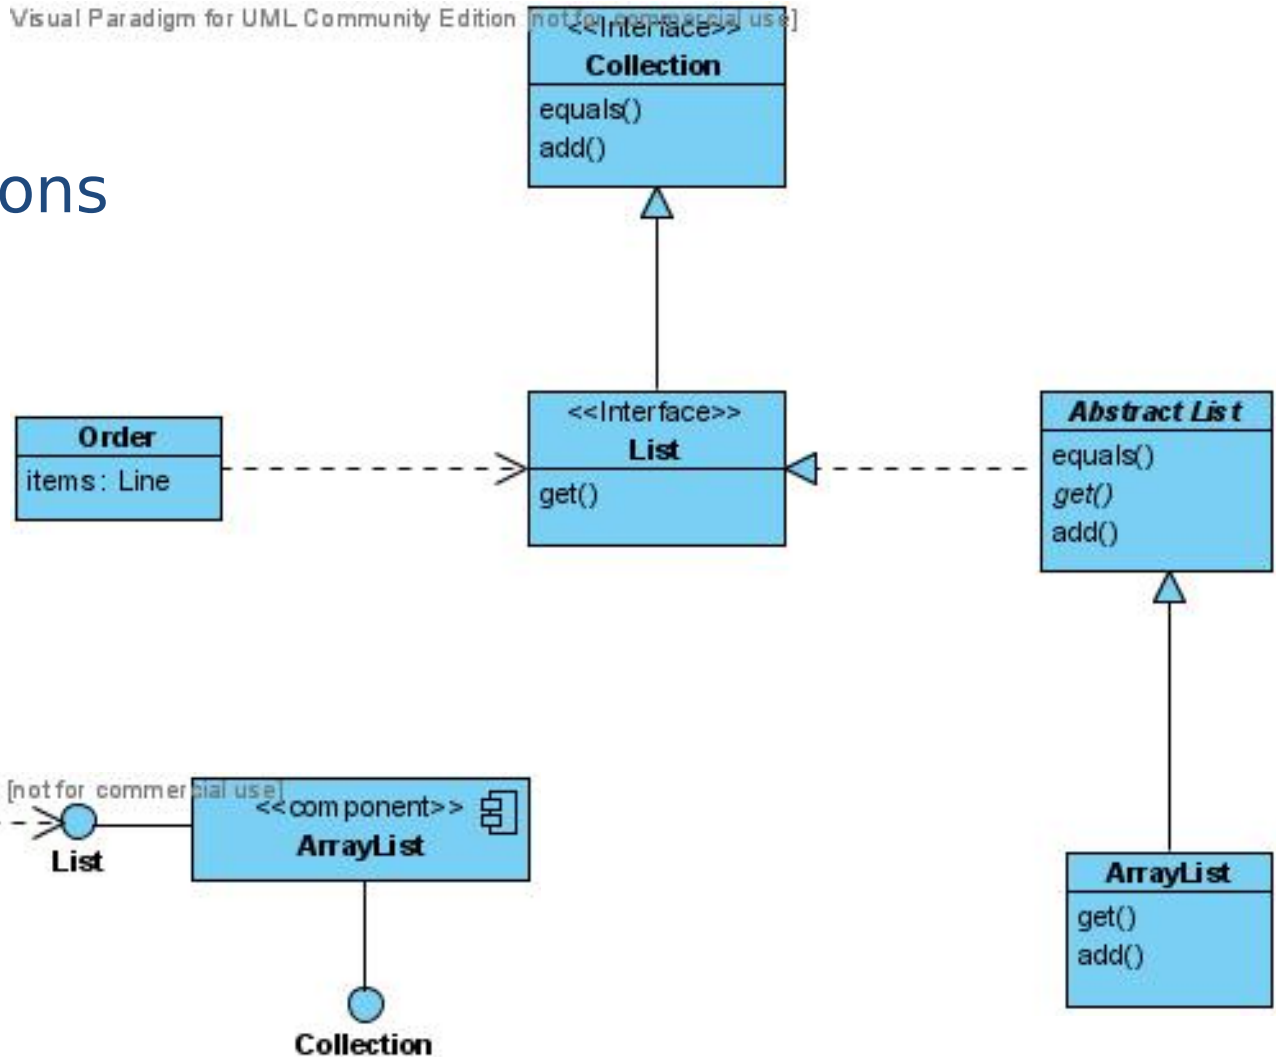 Visual Paradigm for UML Community Edition [not for commercial use]
<<Interface>>
Collection
equals()
add()
ons
Order
items : Line
<<Interface>>
List
get()
Abstract List
equals()
get()
add()
[not for commercial use]
<<component>>
ArrayList
List
Collection
ArrayList
get()
add()